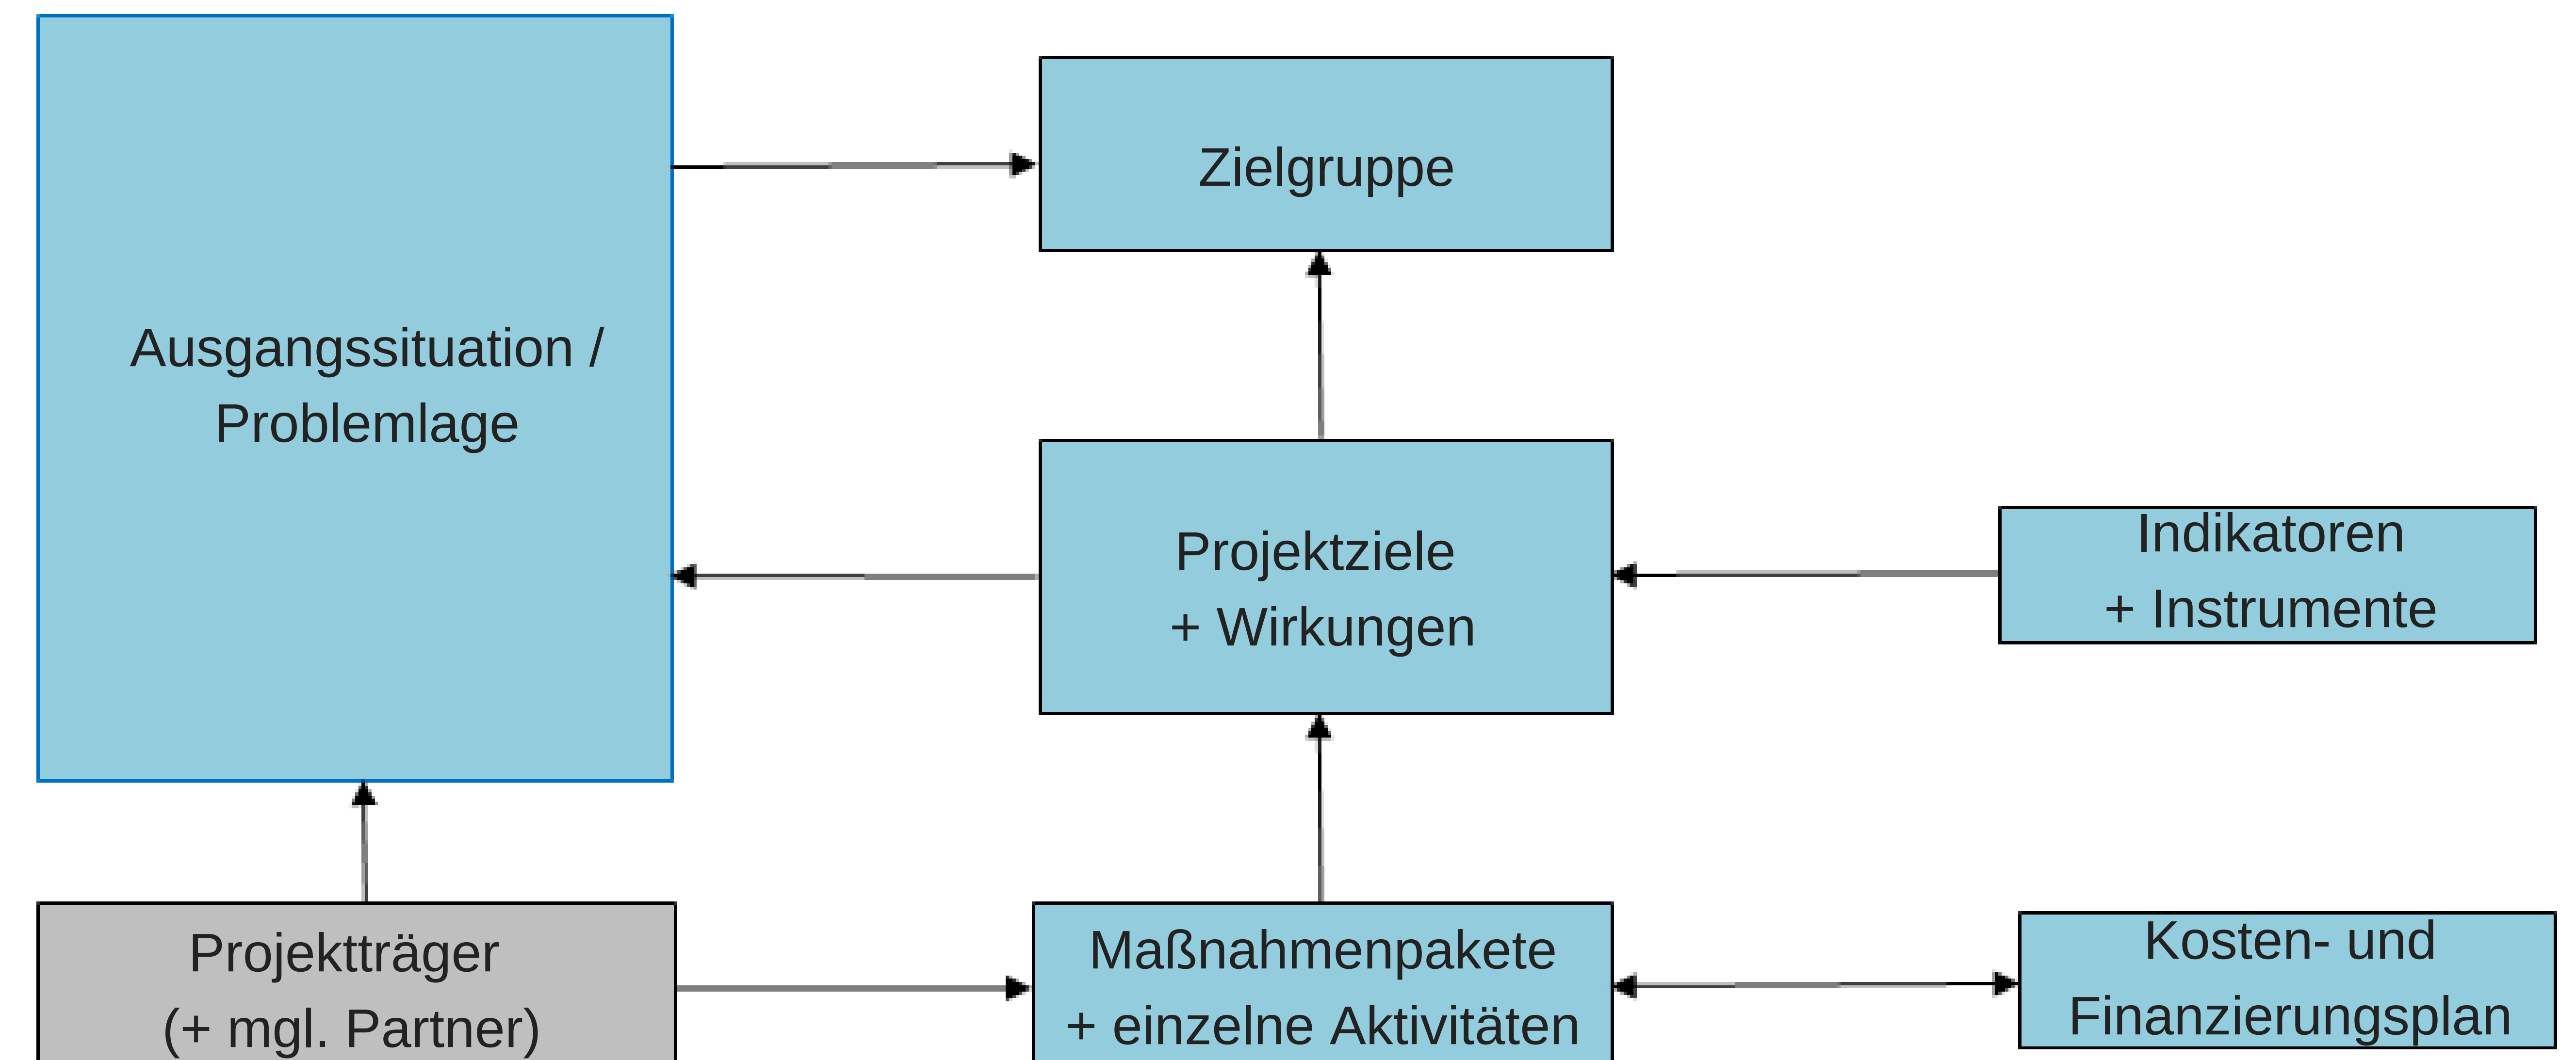 Zielgruppe
Ausgangssituation /
Problemlage
Projektziele
+ Wirkungen
Indikatoren
+ Instrumente
Projektträger
(+ mgl. Partner)
Maßnahmenpakete
+ einzelne Aktivitäten
Kosten- und
Finanzierungsplan